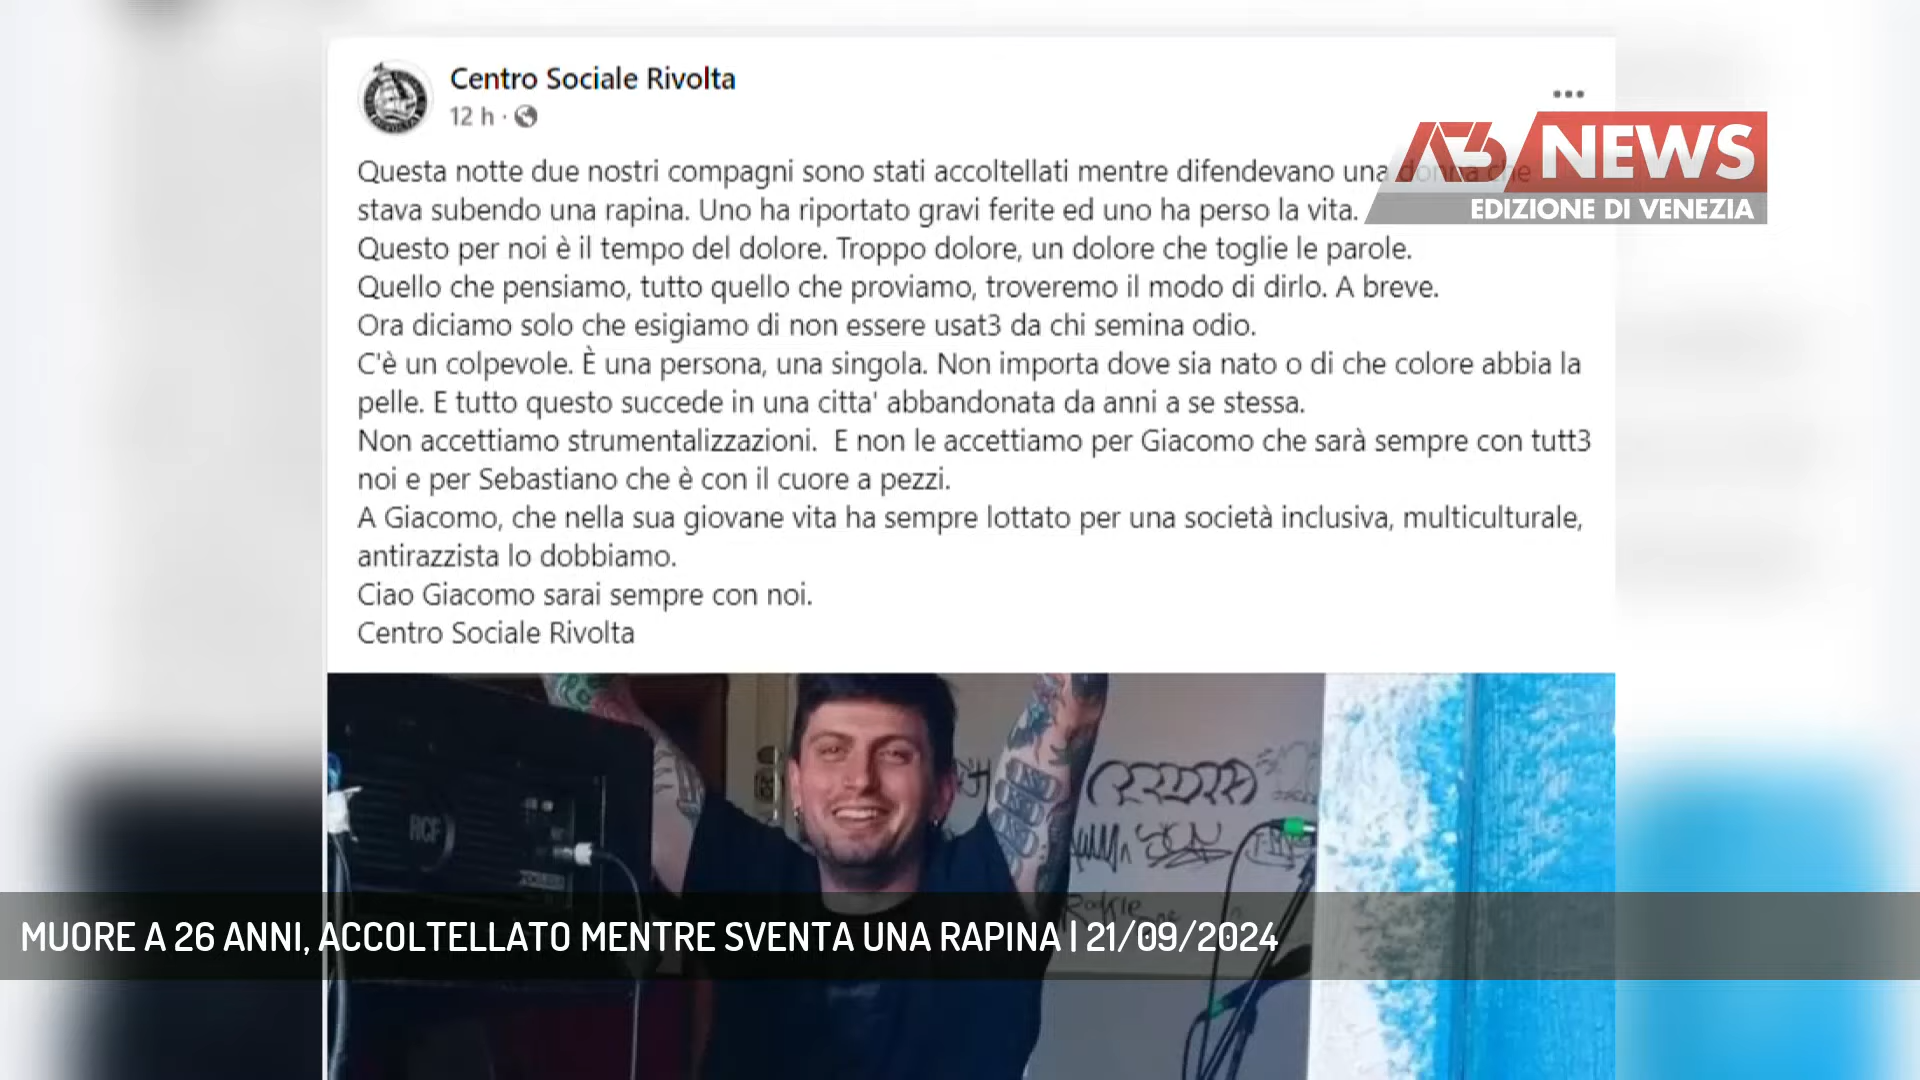 Centro Sociale Rivolta
12 h ·
A3 NEWS
EDIZIONE DI VENEZIA
Questa notte due nostri compagni sono stati accoltellati mentre difendevano una donna che
stava subendo una rapina. Uno ha riportato gravi ferite ed uno ha perso la vita.
Questo per noi è il tempo del dolore. Troppo dolore, un dolore che toglie le parole.
Quello che pensiamo, tutto quello che proviamo, troveremo il modo di dirlo. A breve.
Ora diciamo solo che esigiamo di non essere usat3 da chi semina odio.
C'è un colpevole. È una persona, una singola. Non importa dove sia nato o di che colore abbia la
pelle. E tutto questo succede in una citta' abbandonata da anni a se stessa.
Non accettiamo strumentalizzazioni.  E non le accettiamo per Giacomo che sarà sempre con tutt3
noi e per Sebastiano che è con il cuore a pezzi.
A Giacomo, che nella sua giovane vita ha sempre lottato per una società inclusiva, multiculturale,
antirazzista lo dobbiamo.
Ciao Giacomo sarai sempre con noi.
Centro Sociale Rivolta
RCF
MUORE A 26 ANNI, ACCOLTELLATO MENTRE SVENTA UNA RAPINA | 21/09/2024